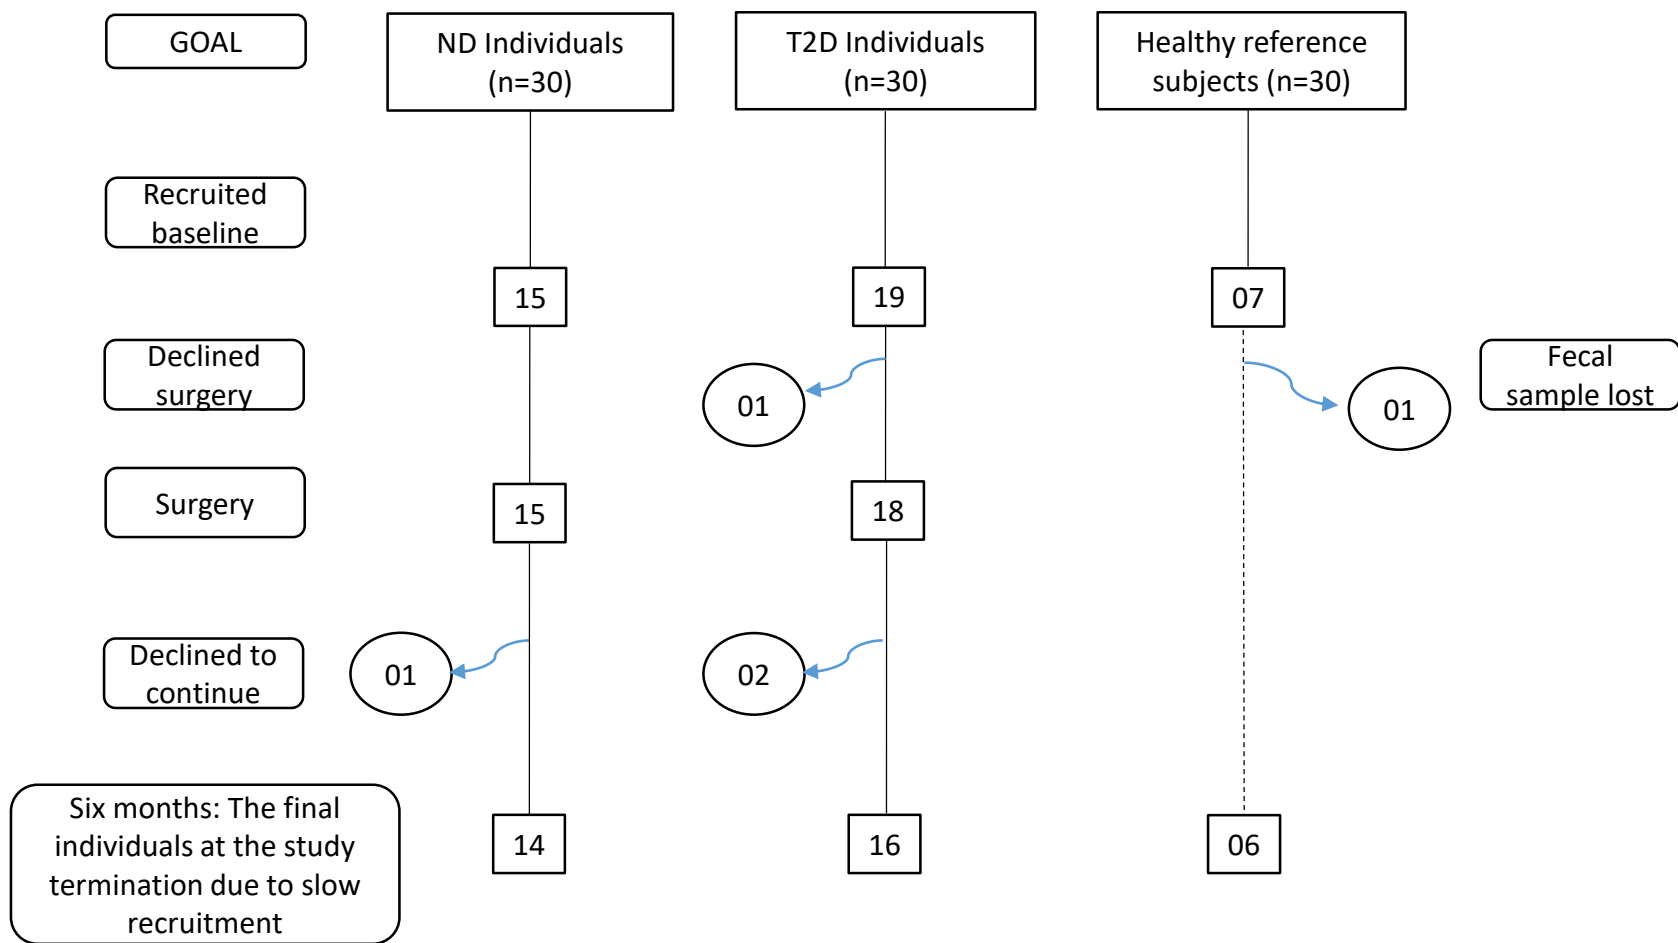 GOAL
ND Individuals
(n=30)
T2D Individuals
(n=30)
Healthy reference
subjects (n=30)
Recruited
baseline
15
19
07
Declined
surgery
01
01
Fecal
sample lost
Surgery
15
18
Declined to
continue
01
02
Six months: The final
individuals at the study
termination due to slow
recruitment
14
16
06